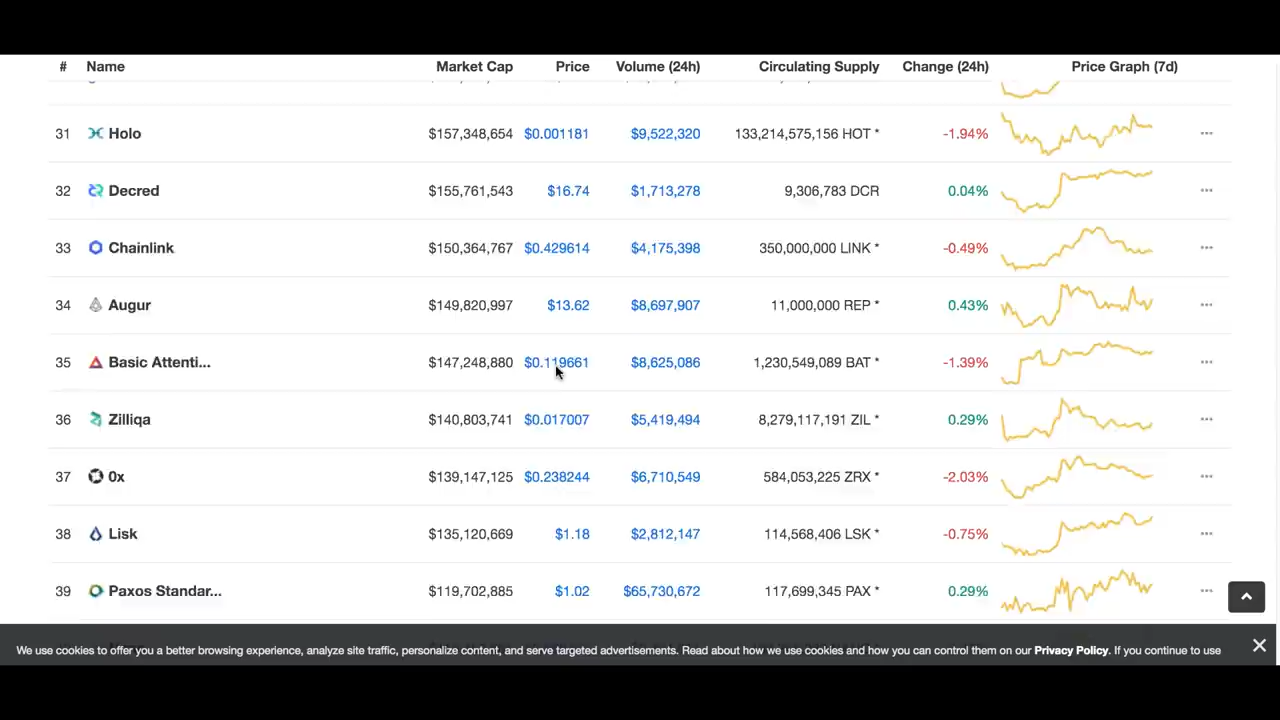 # Name Market Cap Price Volume (24h) Circulating Supply Change (24h) Price Graph (7d)
31 Holo $157,348,654 $0.001181 $9,522,320 133,214,575,156 HOT * -1.94%
32 Decred $155,761,543 $16.74 $1,713,278 9,306,783 DCR 0.04%
33 Chainlink $150,364,767 $0.429614 $4,175,398 350,000,000 LINK * -0.49%
34 Augur $149,820,997 $13.62 $8,697,907 11,000,000 REP * 0.43%
35 Basic Attenti... $147,248,880 $0.119661 $8,625,086 1,230,549,089 BAT * -1.39%
36 Zilliqa $140,803,741 $0.017007 $5,419,494 8,279,117,191 ZIL * 0.29%
37 0x $139,147,125 $0.238244 $6,710,549 584,053,225 ZRX * -2.03%
38 Lisk $135,120,669 $1.18 $2,812,147 114,568,406 LSK * -0.75%
39 Paxos Standar... $119,702,885 $1.02 $65,730,672 117,699,345 PAX * 0.29%
We use cookies to offer you a better browsing experience, analyze site traffic, personalize content, and serve targeted advertisements. Read about how we use cookies and how you can control them on our Privacy Policy. If you continue to use